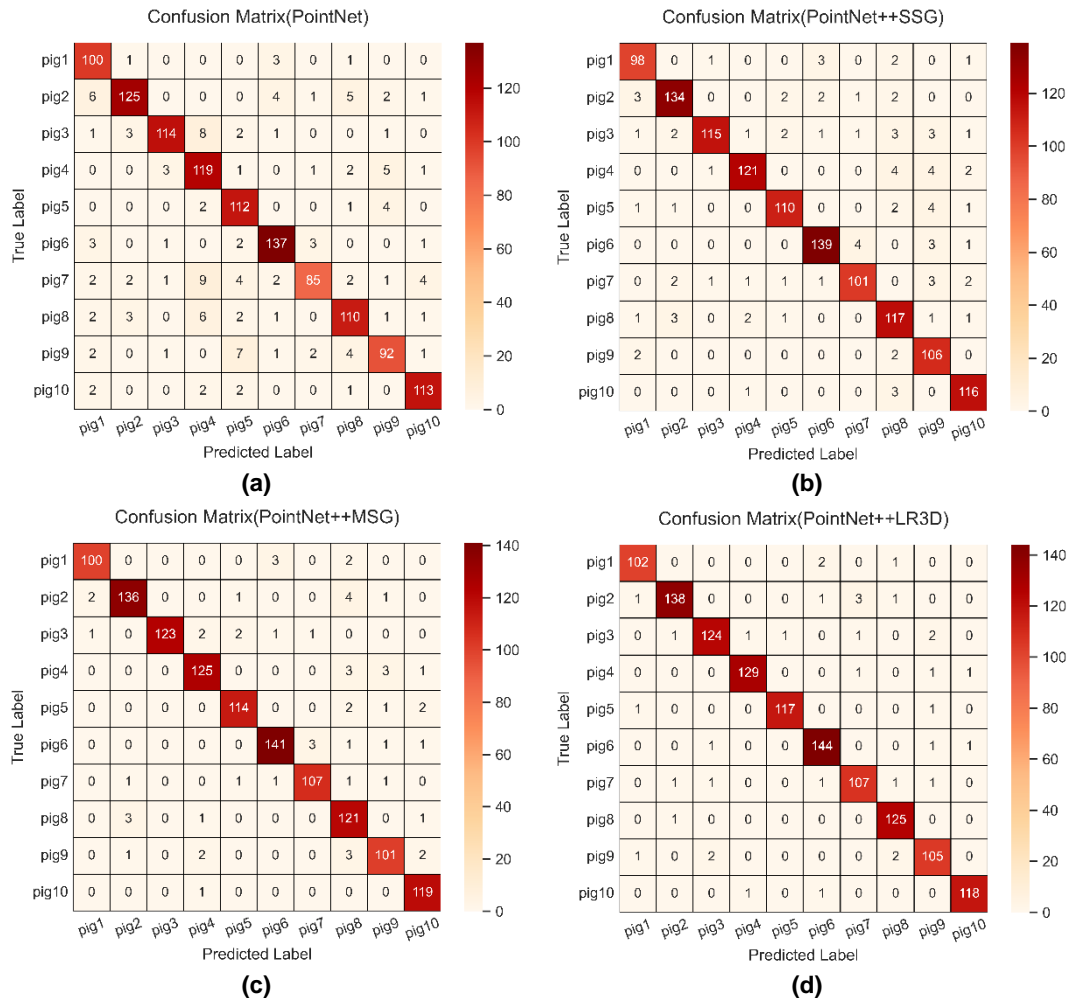 Confusion Matrix(PointNet)
pig1 100 1 0 0 0 3 0 1 0 0
pig2 6 125 0 0 0 4 1 5 2 1
pig3 1 3 114 8 2 1 0 0 1 0
pig4 0 0 3 119 1 0 1 2 5 1
pig5 0 0 0 2 112 0 0 1 4 0
pig6 3 0 1 0 2 137 3 0 0 1
pig7 2 2 1 9 4 2 85 2 1 4
pig8 2 3 0 6 2 1 0 110 1 1
pig9 2 0 1 0 7 1 2 4 92 1
pig10 2 0 0 2 2 0 0 1 0 113
pig1 pig2 pig3 pig4 pig5 pig6 pig7 pig8 pig9 pig10
Predicted Label
True Label
120
100
80
60
40
20
0
(a)
Confusion Matrix(PointNet++SSG)
pig1 98 0 1 0 0 3 0 2 0 1
pig2 3 134 0 0 2 2 1 2 0 0
pig3 1 2 115 1 2 1 1 3 3 1
pig4 0 0 1 121 0 0 0 4 4 2
pig5 1 1 0 0 110 0 0 2 4 1
pig6 0 0 0 0 0 139 4 0 3 1
pig7 0 2 1 1 1 1 101 0 3 2
pig8 1 3 0 2 1 0 0 117 1 1
pig9 2 0 0 0 0 0 0 2 106 0
pig10 0 0 0 1 0 0 0 3 0 116
pig1 pig2 pig3 pig4 pig5 pig6 pig7 pig8 pig9 pig10
Predicted Label
True Label
120
100
80
60
40
20
0
(b)
Confusion Matrix(PointNet++MSG)
pig1 100 0 0 0 0 3 0 2 0 0
pig2 2 136 0 0 1 0 0 4 1 0
pig3 1 0 123 2 2 1 1 0 0 0
pig4 0 0 0 125 0 0 0 3 3 1
pig5 0 0 0 0 114 0 0 2 1 2
pig6 0 0 0 0 0 141 3 1 1 1
pig7 0 1 0 0 1 1 107 1 1 0
pig8 0 3 0 1 0 0 0 121 0 1
pig9 0 1 0 2 0 0 0 3 101 2
pig10 0 0 0 1 0 0 0 0 0 119
pig1 pig2 pig3 pig4 pig5 pig6 pig7 pig8 pig9 pig10
Predicted Label
True Label
140
120
100
80
60
40
20
0
(c)
Confusion Matrix(PointNet++LR3D)
pig1 102 0 0 0 0 2 0 1 0 0
pig2 1 138 0 0 0 1 3 1 0 0
pig3 0 1 124 1 1 0 1 0 2 0
pig4 0 0 0 129 0 0 1 0 1 1
pig5 1 0 0 0 117 0 0 0 1 0
pig6 0 0 1 0 0 144 0 0 1 1
pig7 0 1 1 0 0 1 107 1 1 0
pig8 0 1 0 0 0 0 0 125 0 0
pig9 1 0 2 0 0 0 0 2 105 0
pig10 0 0 0 1 0 1 0 0 0 118
pig1 pig2 pig3 pig4 pig5 pig6 pig7 pig8 pig9 pig10
Predicted Label
True Label
140
120
100
80
60
40
20
0
(d)